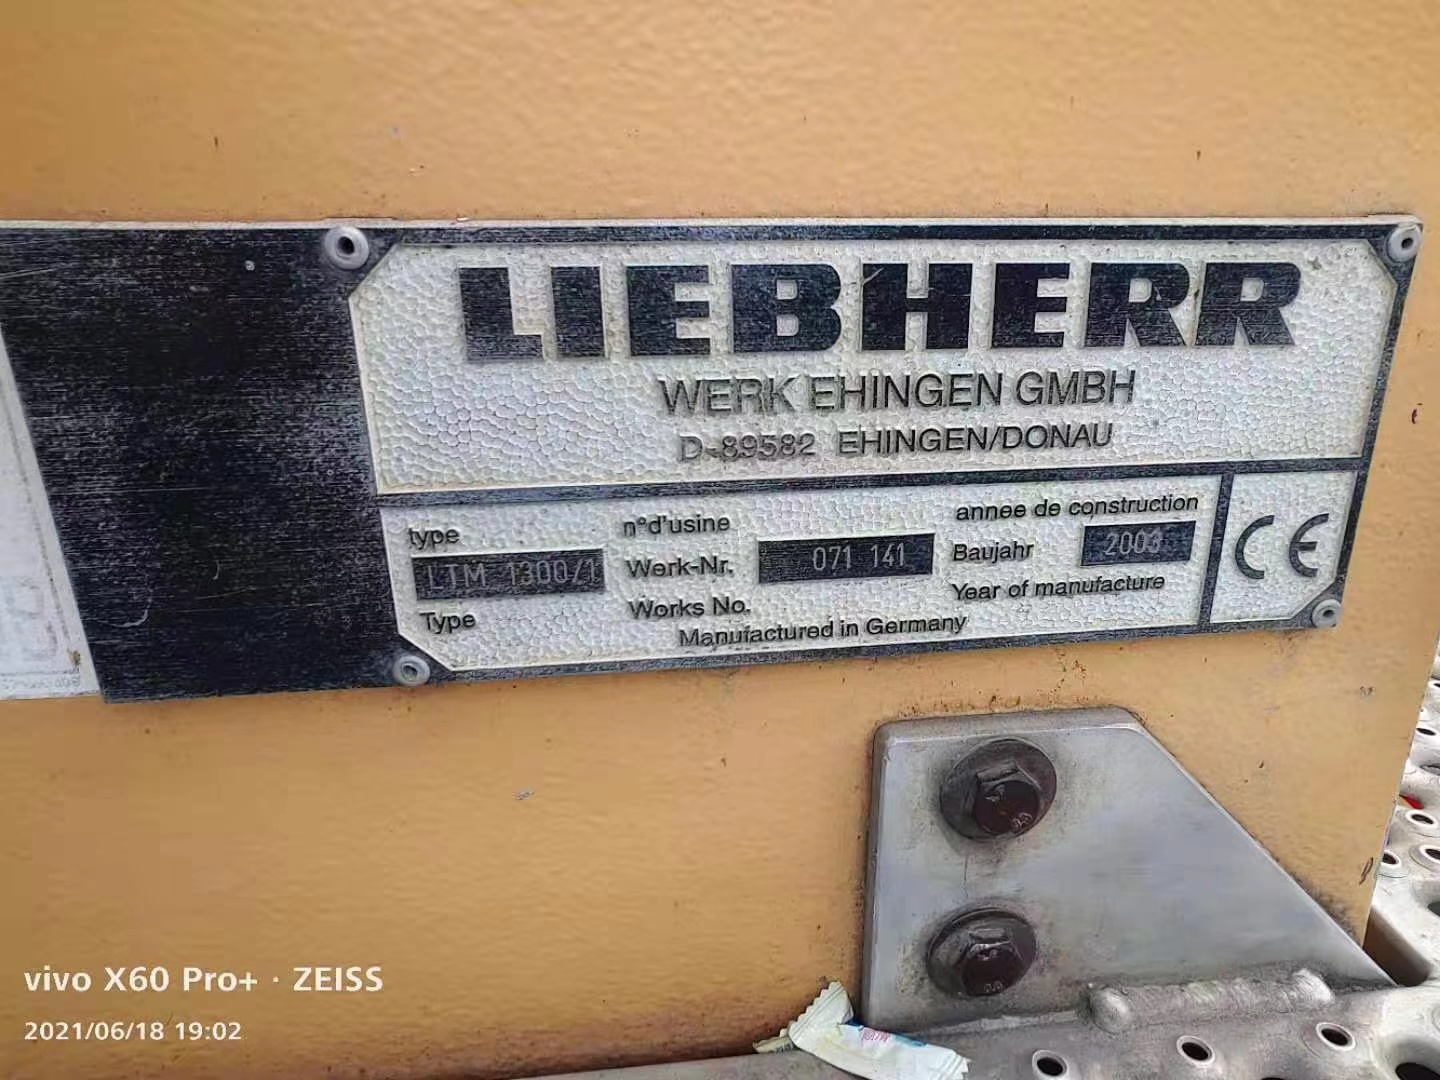 LIEBHERR
WERK EHINGEN GMBH
D-89582 EHINGEN/DONAU
type
LTM 1300/1
Type
n°d'usine
Werk-Nr. 071 141
Works No.
annee de construction
Baujahr 2003
Year of manufacture
Manufactured in Germany
CE
vivo X60 Pro+ · ZEISS
2021/06/18 19:02